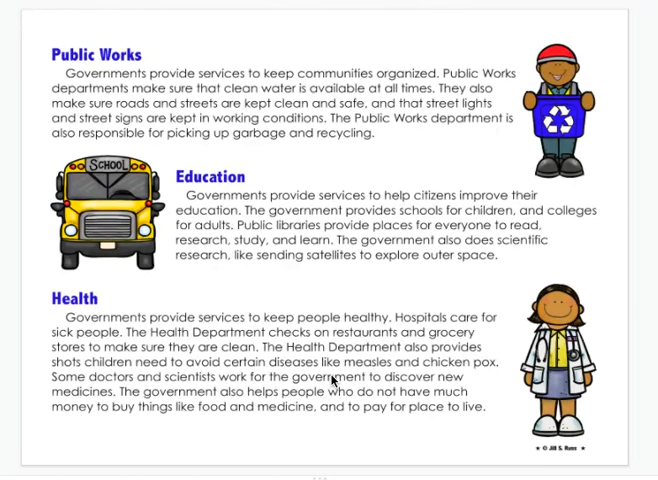 Public Works
Governments provide services to keep communities organized. Public Works
departments make sure that clean water is available at all times. They also
make sure roads and streets are kept clean and safe, and that street lights
and street signs are kept in working conditions. The Public Works department is
also responsible for picking up garbage and recycling.
SCHOOL
Education
Governments provide services to help citizens improve their
education. The government provides schools for children, and colleges
for adults. Public libraries provide places for everyone to read,
research, study, and learn. The government also does scientific
research, like sending satellites to explore outer space.
Health
Governments provide services to keep people healthy. Hospitals care for
sick people. The Health Department checks on restaurants and grocery
stores to make sure they are clean. The Health Department also provides
shots children need to avoid certain diseases like measles and chicken pox.
Some doctors and scientists work for the government to discover new
medicines. The government also helps people who do not have much
money to buy things like food and medicine, and to pay for place to live.
★ © Jill S. Russ ★